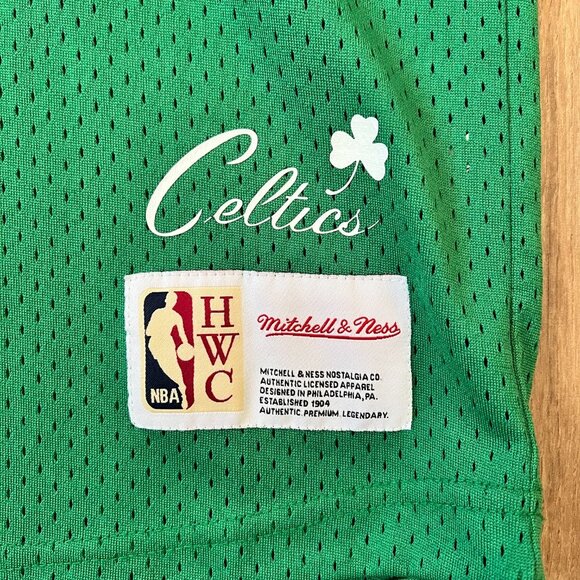 Celtics
NBA
HWC
Mitchell & Ness
MITCHELL & NESS NOSTALGIA CO.
AUTHENTIC LICENSED APPAREL
DESIGNED IN PHILADELPHIA, PA.
ESTABLISHED 1904
AUTHENTIC. PREMIUM. LEGENDARY.